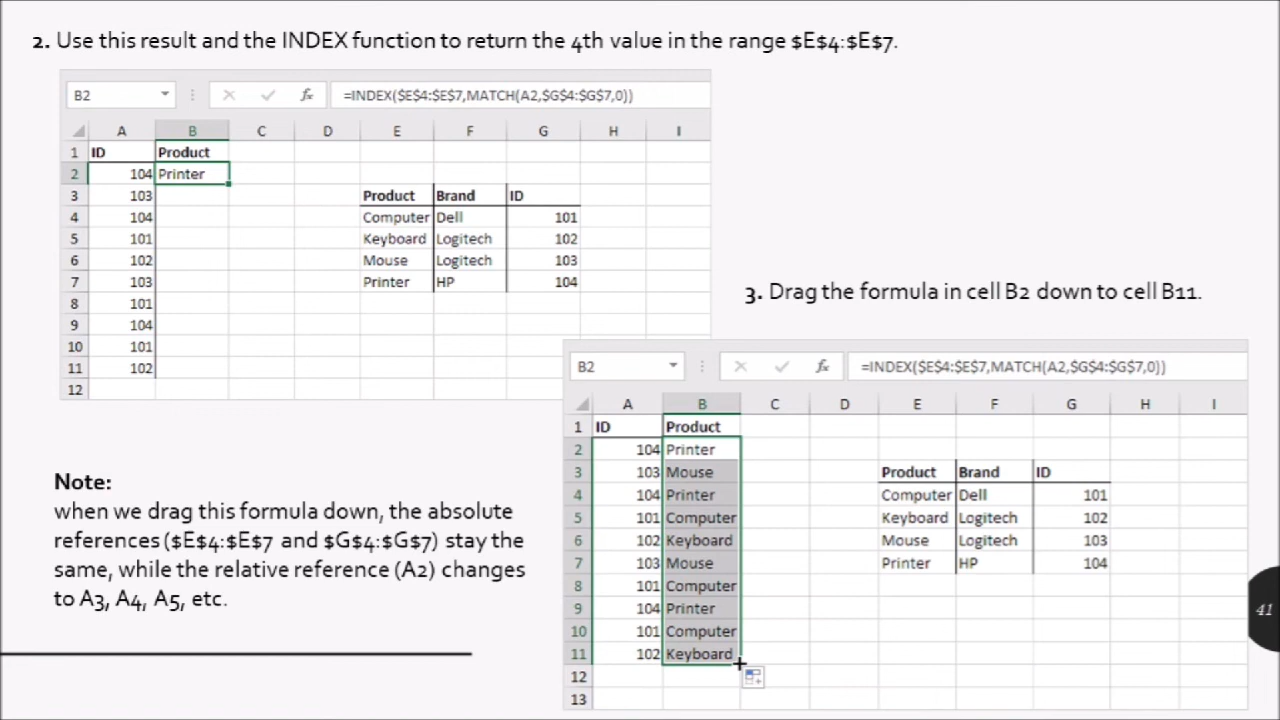 2. Use this result and the INDEX function to return the 4th value in the range $E$4:$E$7.
B2 fx =INDEX($E$4:$E$7,MATCH(A2,$G$4:$G$7,0))
A B C D E F G H I
1 ID Product
2 104 Printer
3 103 Product Brand ID
4 104 Computer Dell 101
5 101 Keyboard Logitech 102
6 102 Mouse Logitech 103
7 103 Printer HP 104
8 101
9 104
10 101
11 102
12
3. Drag the formula in cell B2 down to cell B11.
B2 fx =INDEX($E$4:$E$7,MATCH(A2,$G$4:$G$7,0))
A B C D E F G H I
1 ID Product
2 104 Printer
3 103 Mouse Product Brand ID
4 104 Printer Computer Dell 101
5 101 Computer Keyboard Logitech 102
6 102 Keyboard Mouse Logitech 103
7 103 Mouse Printer HP 104
8 101 Computer
9 104 Printer
10 101 Computer
11 102 Keyboard
12
13
Note:
when we drag this formula down, the absolute
references ($E$4:$E$7 and $G$4:$G$7) stay the
same, while the relative reference (A2) changes
to A3, A4, A5, etc.
41